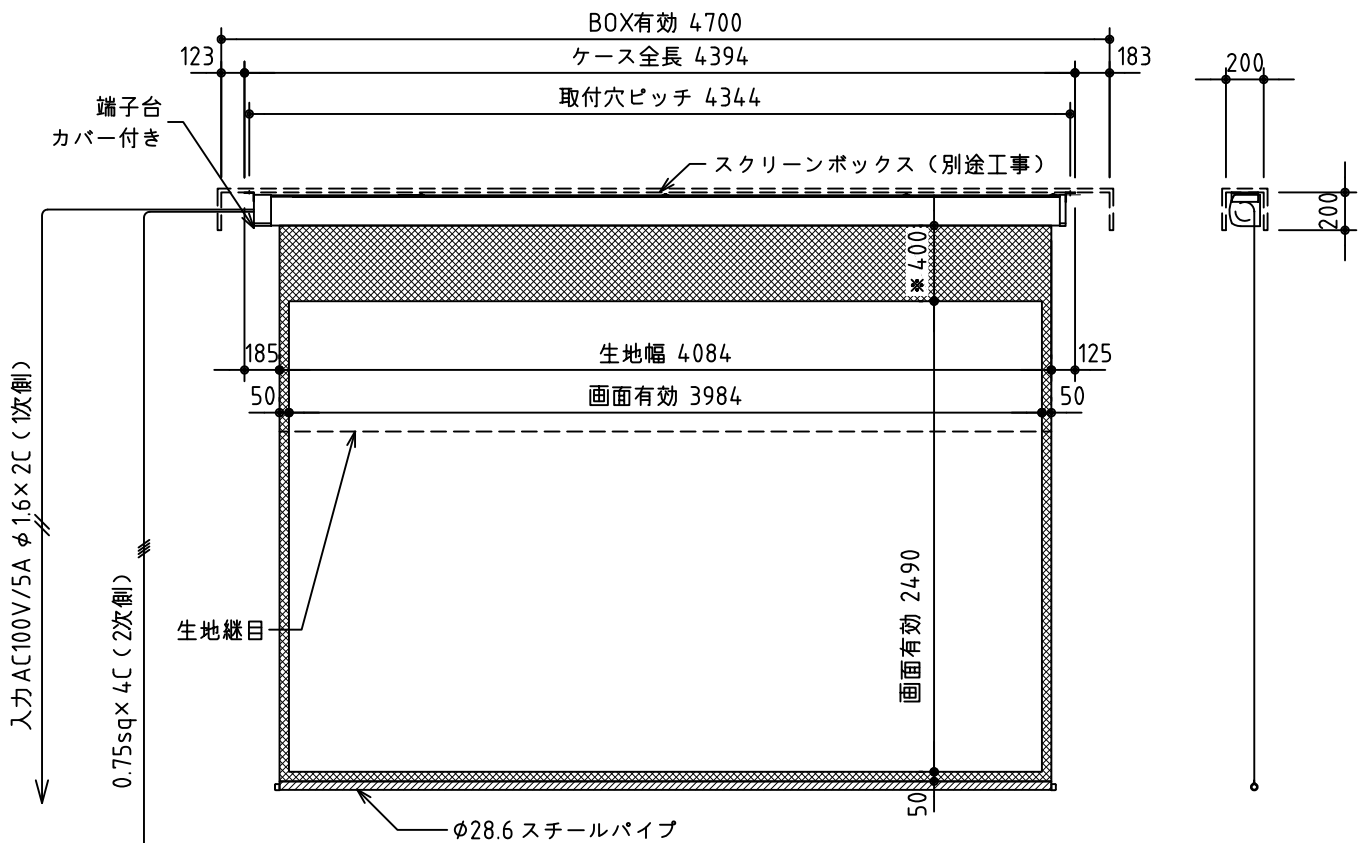 BOX有効 4700
123
ケース全長 4394
183
取付穴ピッチ 4344
200
端子台
カバー付き
スクリーンボックス（別途工事）
200
※ 400
185
生地幅 4084
125
50
画面有効 3984
50
入力AC100V/5A φ1.6×2C（1次側）
0.75sq×4C（2次側）
画面有効 2490
生地継目
50
φ28.6 スチールパイプ